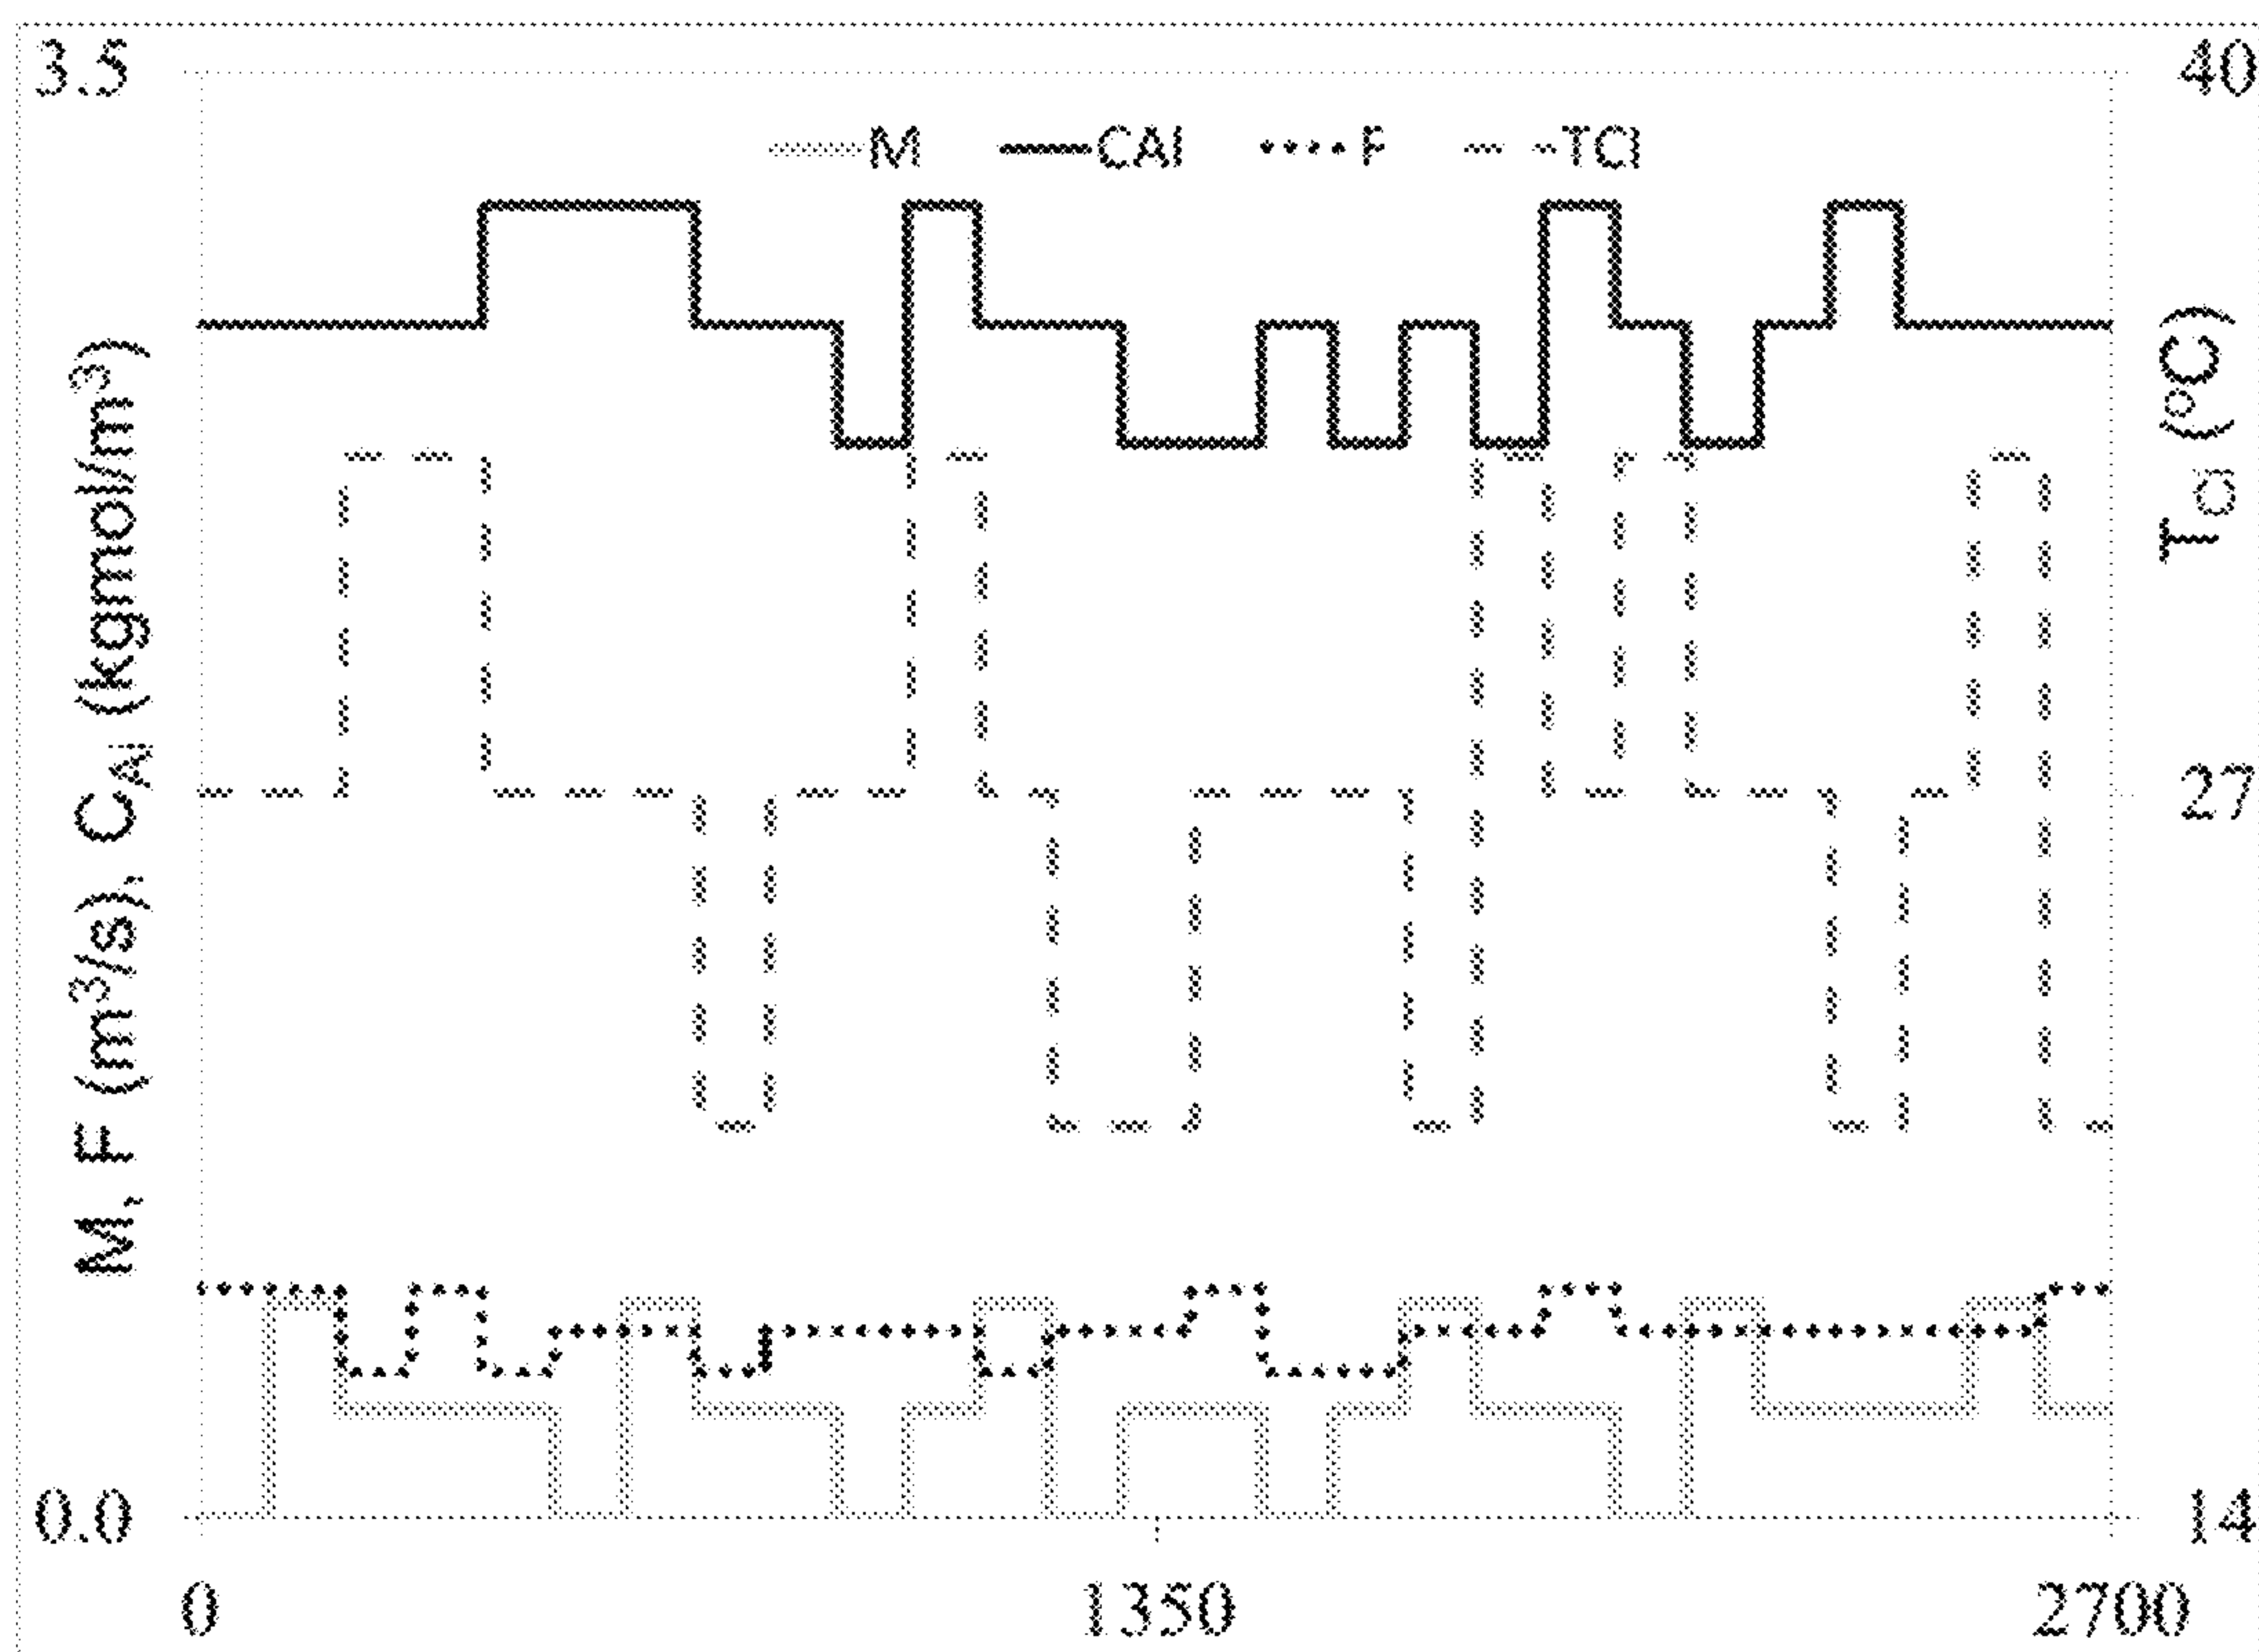 3.5
40
M CAI F TCI
M, F (m³/s), CAI (kgmol/m³)
TCI (°C)
27
0.0
14
0 1350 2700